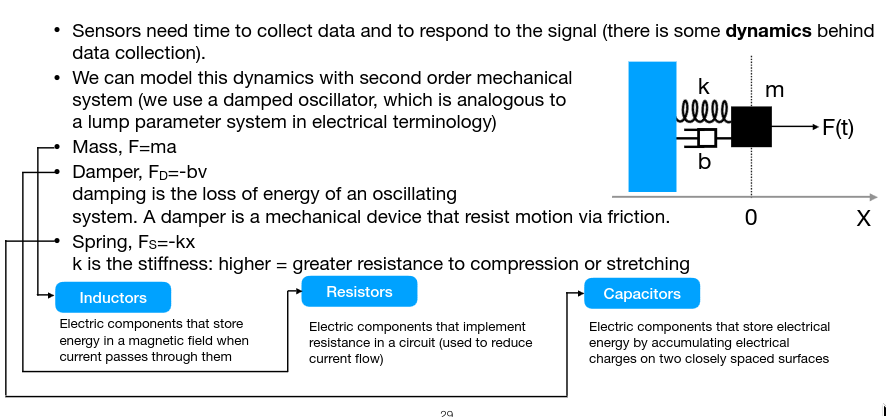 • Sensors need time to collect data and to respond to the signal (there is some dynamics behind
data collection).
• We can model this dynamics with second order mechanical
system (we use a damped oscillator, which is analogous to
a lump parameter system in electrical terminology)
• Mass, F=ma
• Damper, FD=-bv
damping is the loss of energy of an oscillating
system. A damper is a mechanical device that resist motion via friction.
• Spring, FS=-kx
k is the stiffness: higher = greater resistance to compression or stretching
k
m
F(t)
b
0
X
Inductors
Electric components that store
energy in a magnetic field when
current passes through them
Resistors
Electric components that implement
resistance in a circuit (used to reduce
current flow)
Capacitors
Electric components that store electrical
energy by accumulating electrical
charges on two closely spaced surfaces
29